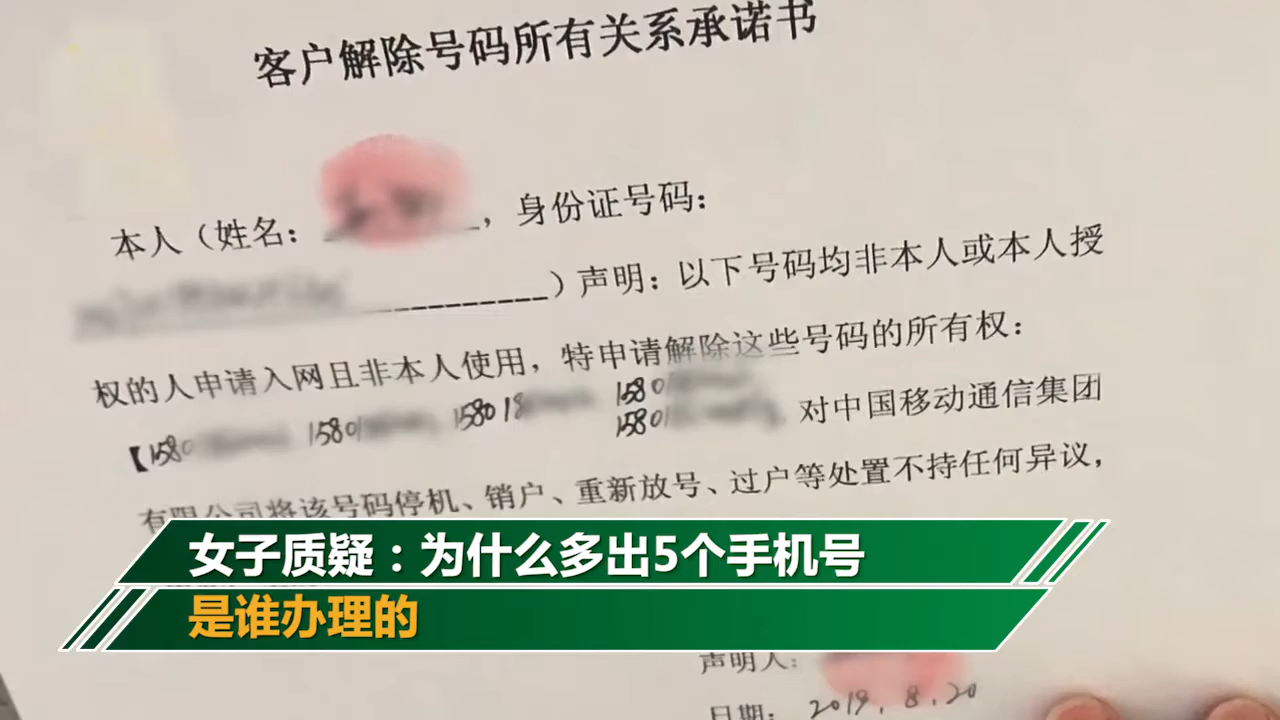 客户解除号码所有关系承诺书
本人（姓名：，身份证号码：
）声明：以下号码均非本人或本人授
权的人申请入网且非本人使用，特申请解除这些号码的所有权：
1580
【1580 15801 158018 15801 对中国移动通信集团
有限公司将该号码停机、销户、重新放号、过户等处置不持任何异议，
女子质疑：为什么多出5个手机号
是谁办理的
声明人：
日期：2019.8.20